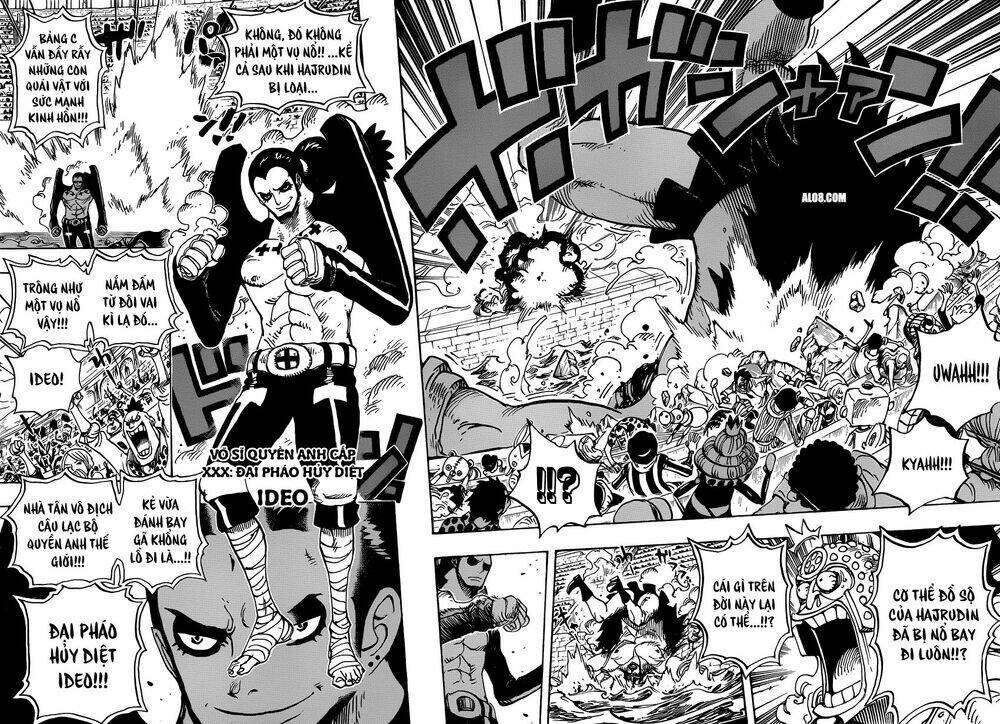 ALO8.COM
UWAHH!!!
KYAHH!!!
!!?
CƠ THỂ ĐỒ SỘ
CỦA HAJRUDIN
ĐÃ BỊ NỔ BAY
ĐI LUÔN!!?
CÁI GÌ TRÊN
ĐỜI NÀY LẠI
CÓ THỂ...!!?
KHÔNG, ĐÓ KHÔNG
PHẢI MỘT VỤ NỔ!! ...KỂ
CẢ SAU KHI HAJRUDIN
BỊ LOẠI...
BẢNG C
VẪN ĐẦY RẪY
NHỮNG CON
QUÁI VẬT VỚI
SỨC MẠNH
KINH HỒN!!!
NẮM ĐẤM
TỪ ĐÔI VAI
KÌ LẠ ĐÓ...
TRÔNG NHƯ
MỘT VỤ NỔ
VẬY!!!
IDEO!
VÕ SĨ QUYỀN ANH CẤP
XXX: ĐẠI PHÁO HỦY DIỆT
IDEO
KẺ VỪA
ĐÁNH BAY
GÃ KHỔNG
LỒ ĐI LÀ...!!
NHÀ TÂN VÔ ĐỊCH
CÂU LẠC BỘ
QUYỀN ANH THẾ
GIỚI!!!
ĐẠI PHÁO
HỦY DIỆT
IDEO!!!